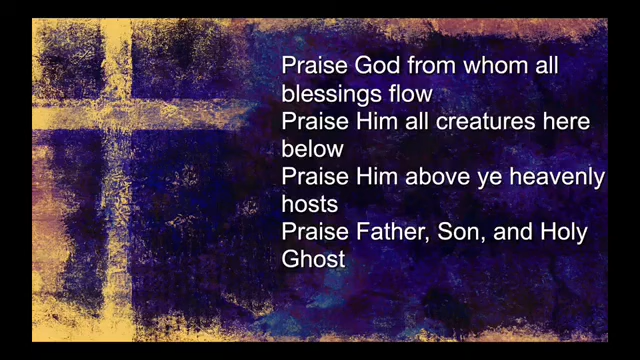 Praise God from whom all
blessings flow
Praise Him all creatures here
below
Praise Him above ye heavenly
hosts
Praise Father, Son, and Holy
Ghost